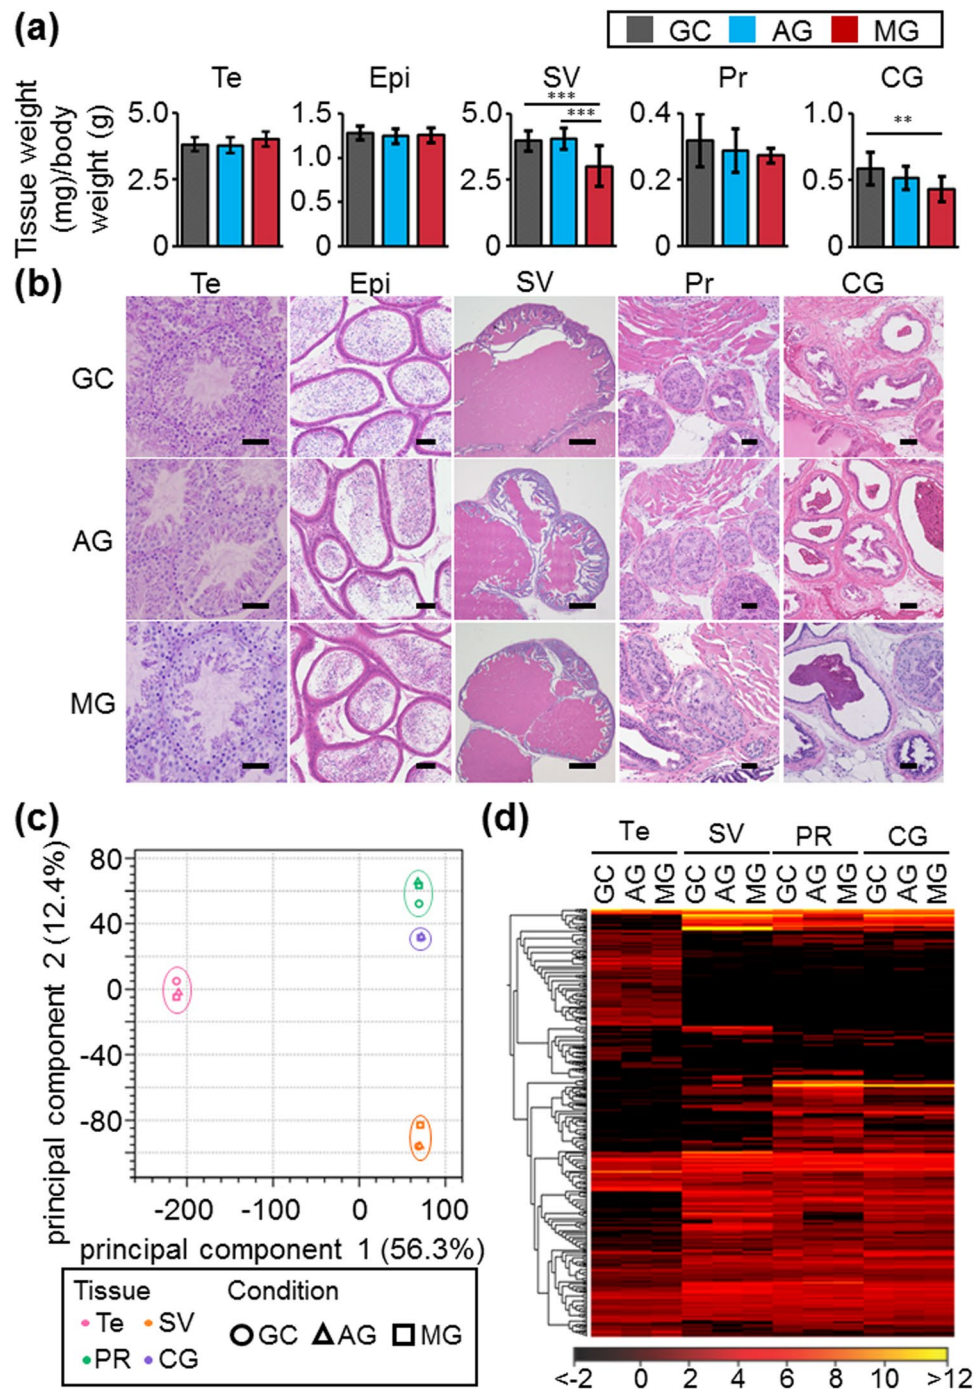 (a)
GC AG MG
Te Epi SV Pr CG
Tissue weight
(mg)/body
weight (g)
5.0 2.5 0
1.5 1.0 0.5 0
5.0 2.5 0
0.4 0.2 0
1.0 0.5 0
*** *** **
(b)
Te Epi SV Pr CG
GC
AG
MG
(c)
principal component 2 (12.4%)
80
40
0
-40
-80
-200 -100 0 100
principal component 1 (56.3%)
Tissue Condition
Te SV
PR CG
GC AG MG
(d)
Te SV PR CG
GC AG MG GC AG MG GC AG MG GC AG MG
<-2 0 2 4 6 8 10 >12